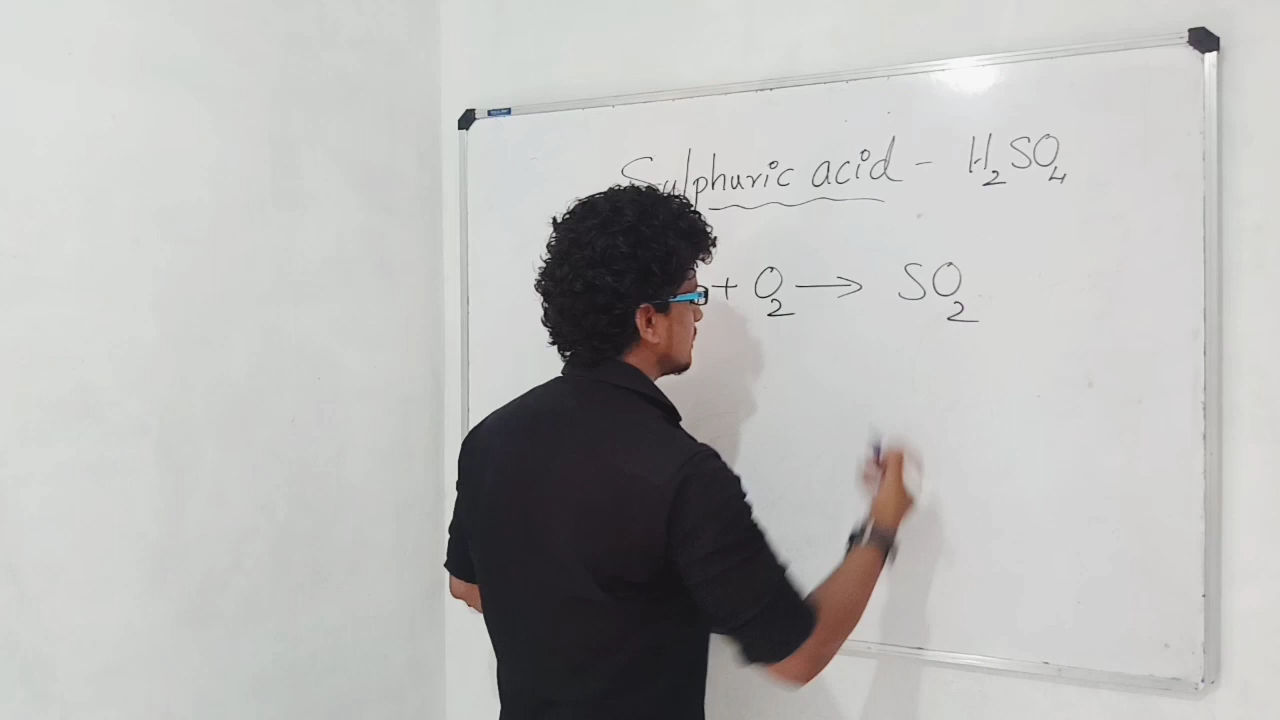 Sulphuric acid - H₂SO₄
+ O₂ → SO₂